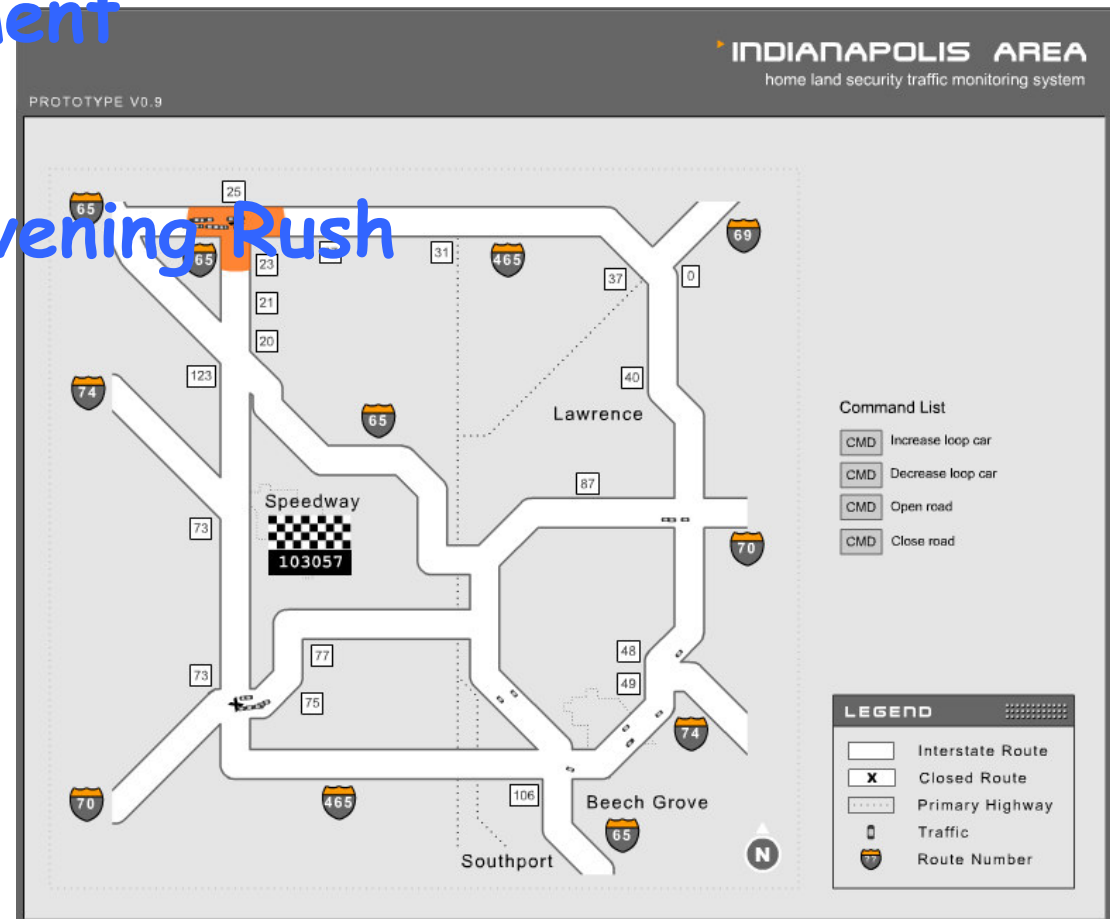 ment
INDIANAPOLIS AREA
home land security traffic monitoring system
PROTOTYPE V0.9
25
65
vening Rush
69
65
23
31
465
37
0
21
20
123
40
74
65
Lawrence
Command List
CMD Increase loop car
CMD Decrease loop car
CMD Open road
CMD Close road
87
Speedway
73
103057
70
77
48
73
75
49
LEGEND
74
Interstate Route
X Closed Route
Primary Highway
Traffic
77 Route Number
70
465
106
Beech Grove
65
N
Southport